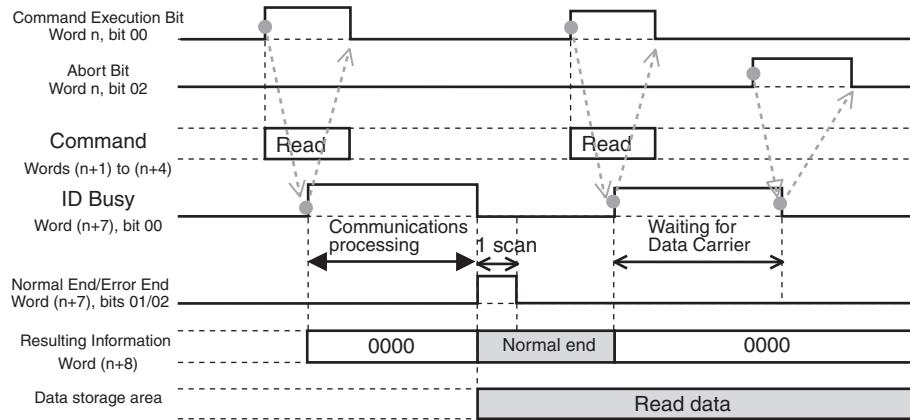 Command Execution Bit
Word n, bit 00
Abort Bit
Word n, bit 02
Command
Words (n+1) to (n+4)
Read
Read
ID Busy
Word (n+7), bit 00
Communications
processing
1 scan
Waiting for
Data Carrier
Normal End/Error End
Word (n+7), bits 01/02
Resulting Information
Word (n+8)
0000
Normal end
0000
Data storage area
Read data